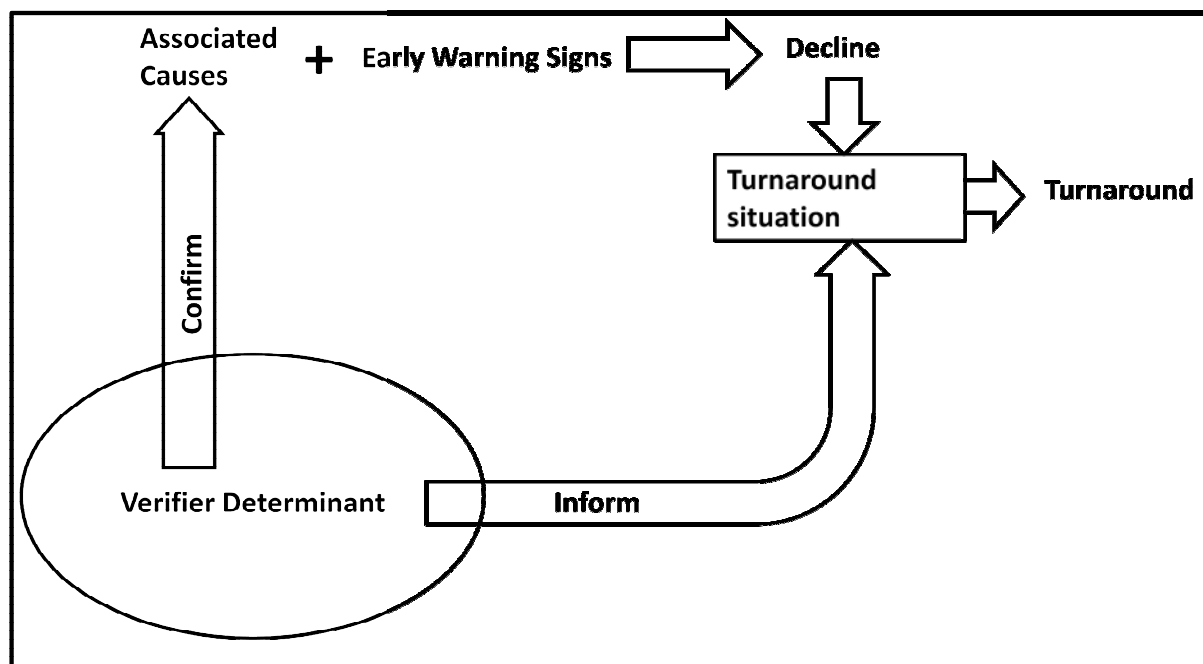 Associated
Causes
+
Early Warning Signs
Decline
Turnaround
situation
Turnaround
Confirm
Verifier Determinant
Inform